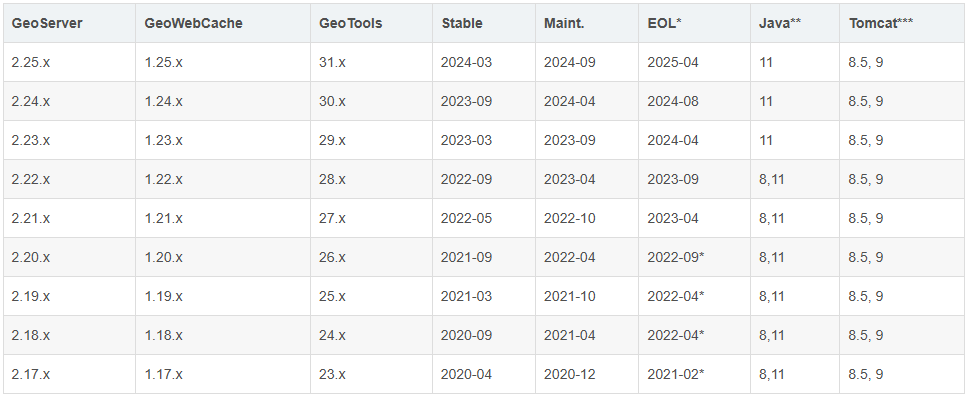 GeoServer GeoWebCache GeoTools Stable Maint. EOL* Java** Tomcat***
2.25.x 1.25.x 31.x 2024-03 2024-09 2025-04 11 8.5, 9
2.24.x 1.24.x 30.x 2023-09 2024-04 2024-08 11 8.5, 9
2.23.x 1.23.x 29.x 2023-03 2023-09 2024-04 11 8.5, 9
2.22.x 1.22.x 28.x 2022-09 2023-04 2023-09 8,11 8.5, 9
2.21.x 1.21.x 27.x 2022-05 2022-10 2023-04 8,11 8.5, 9
2.20.x 1.20.x 26.x 2021-09 2022-04 2022-09* 8,11 8.5, 9
2.19.x 1.19.x 25.x 2021-03 2021-10 2022-04* 8,11 8.5, 9
2.18.x 1.18.x 24.x 2020-09 2021-04 2022-04* 8,11 8.5, 9
2.17.x 1.17.x 23.x 2020-04 2020-12 2021-02* 8,11 8.5, 9